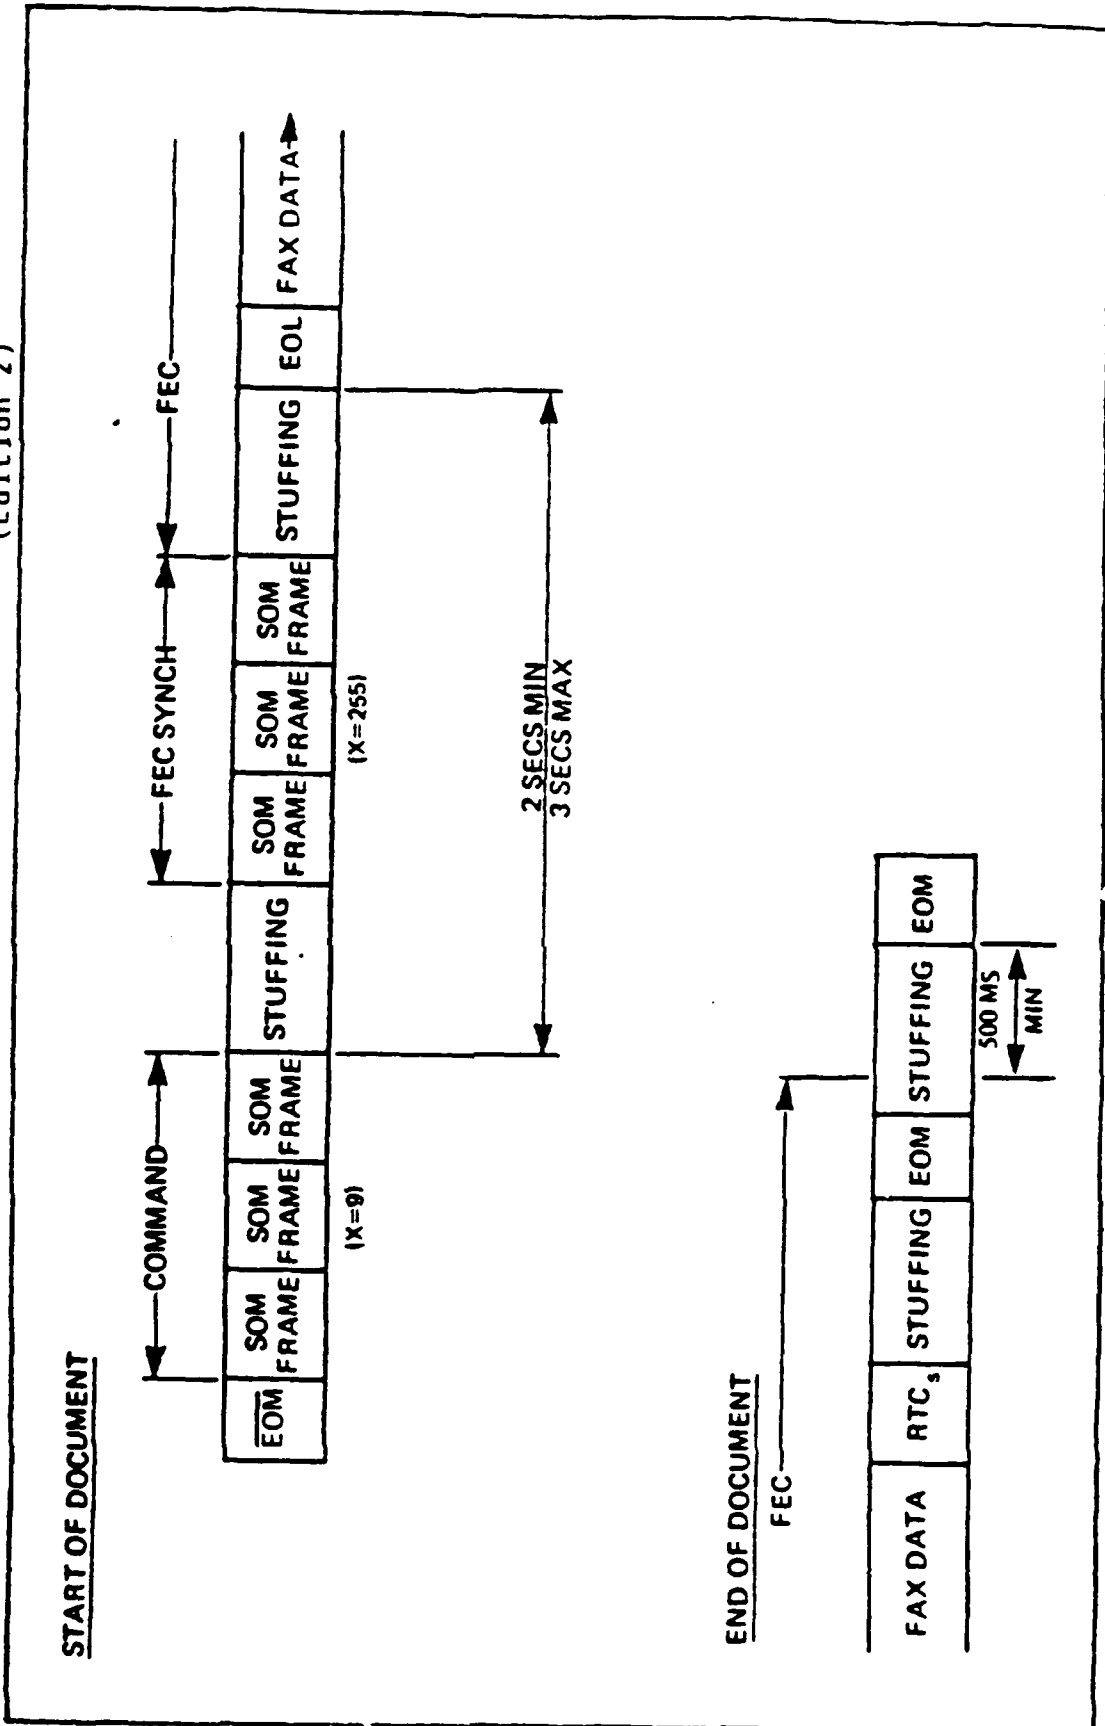 (Edition 2)
START OF DOCUMENT
COMMAND
FEC SYNCH
FEC
EOM
SOM FRAME
SOM FRAME
SOM FRAME
STUFFING
SOM FRAME
SOM FRAME
SOM FRAME
STUFFING
EOL
FAX DATA
(X=9)
(X=255)
2 SECS MIN
3 SECS MAX
END OF DOCUMENT
FEC
FAX DATA
RTCs
STUFFING
EOM
STUFFING
EOM
500 MS
MIN